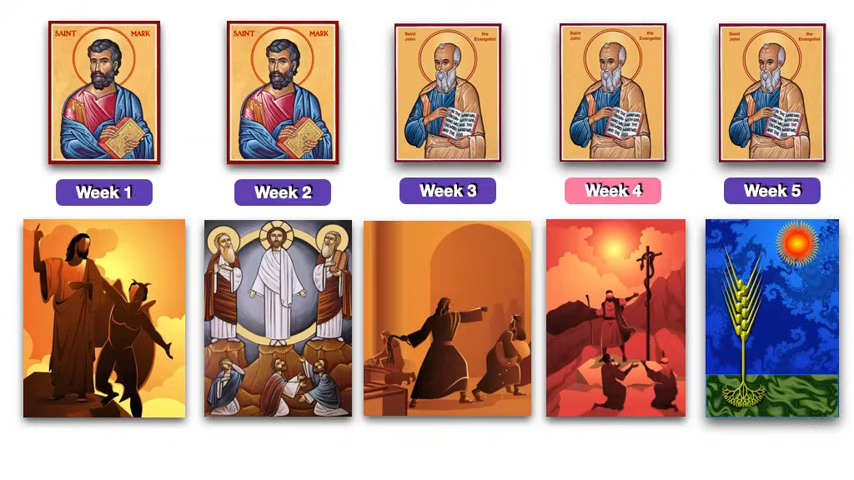 SAINT MARK
SAINT MARK
Saint the
John Evangelist
Saint the
John Evangelist
Saint the
John Evangelist
Week 1
Week 2
Week 3
Week 4
Week 5